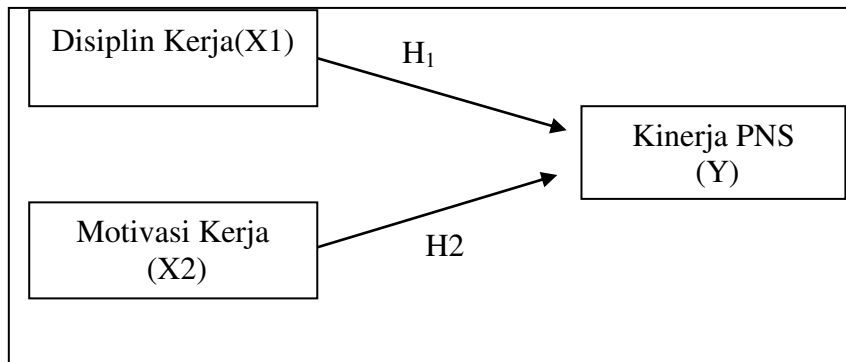 Disiplin Kerja(X1)
H₁
Kinerja PNS
(Y)
Motivasi Kerja
(X2)
H2